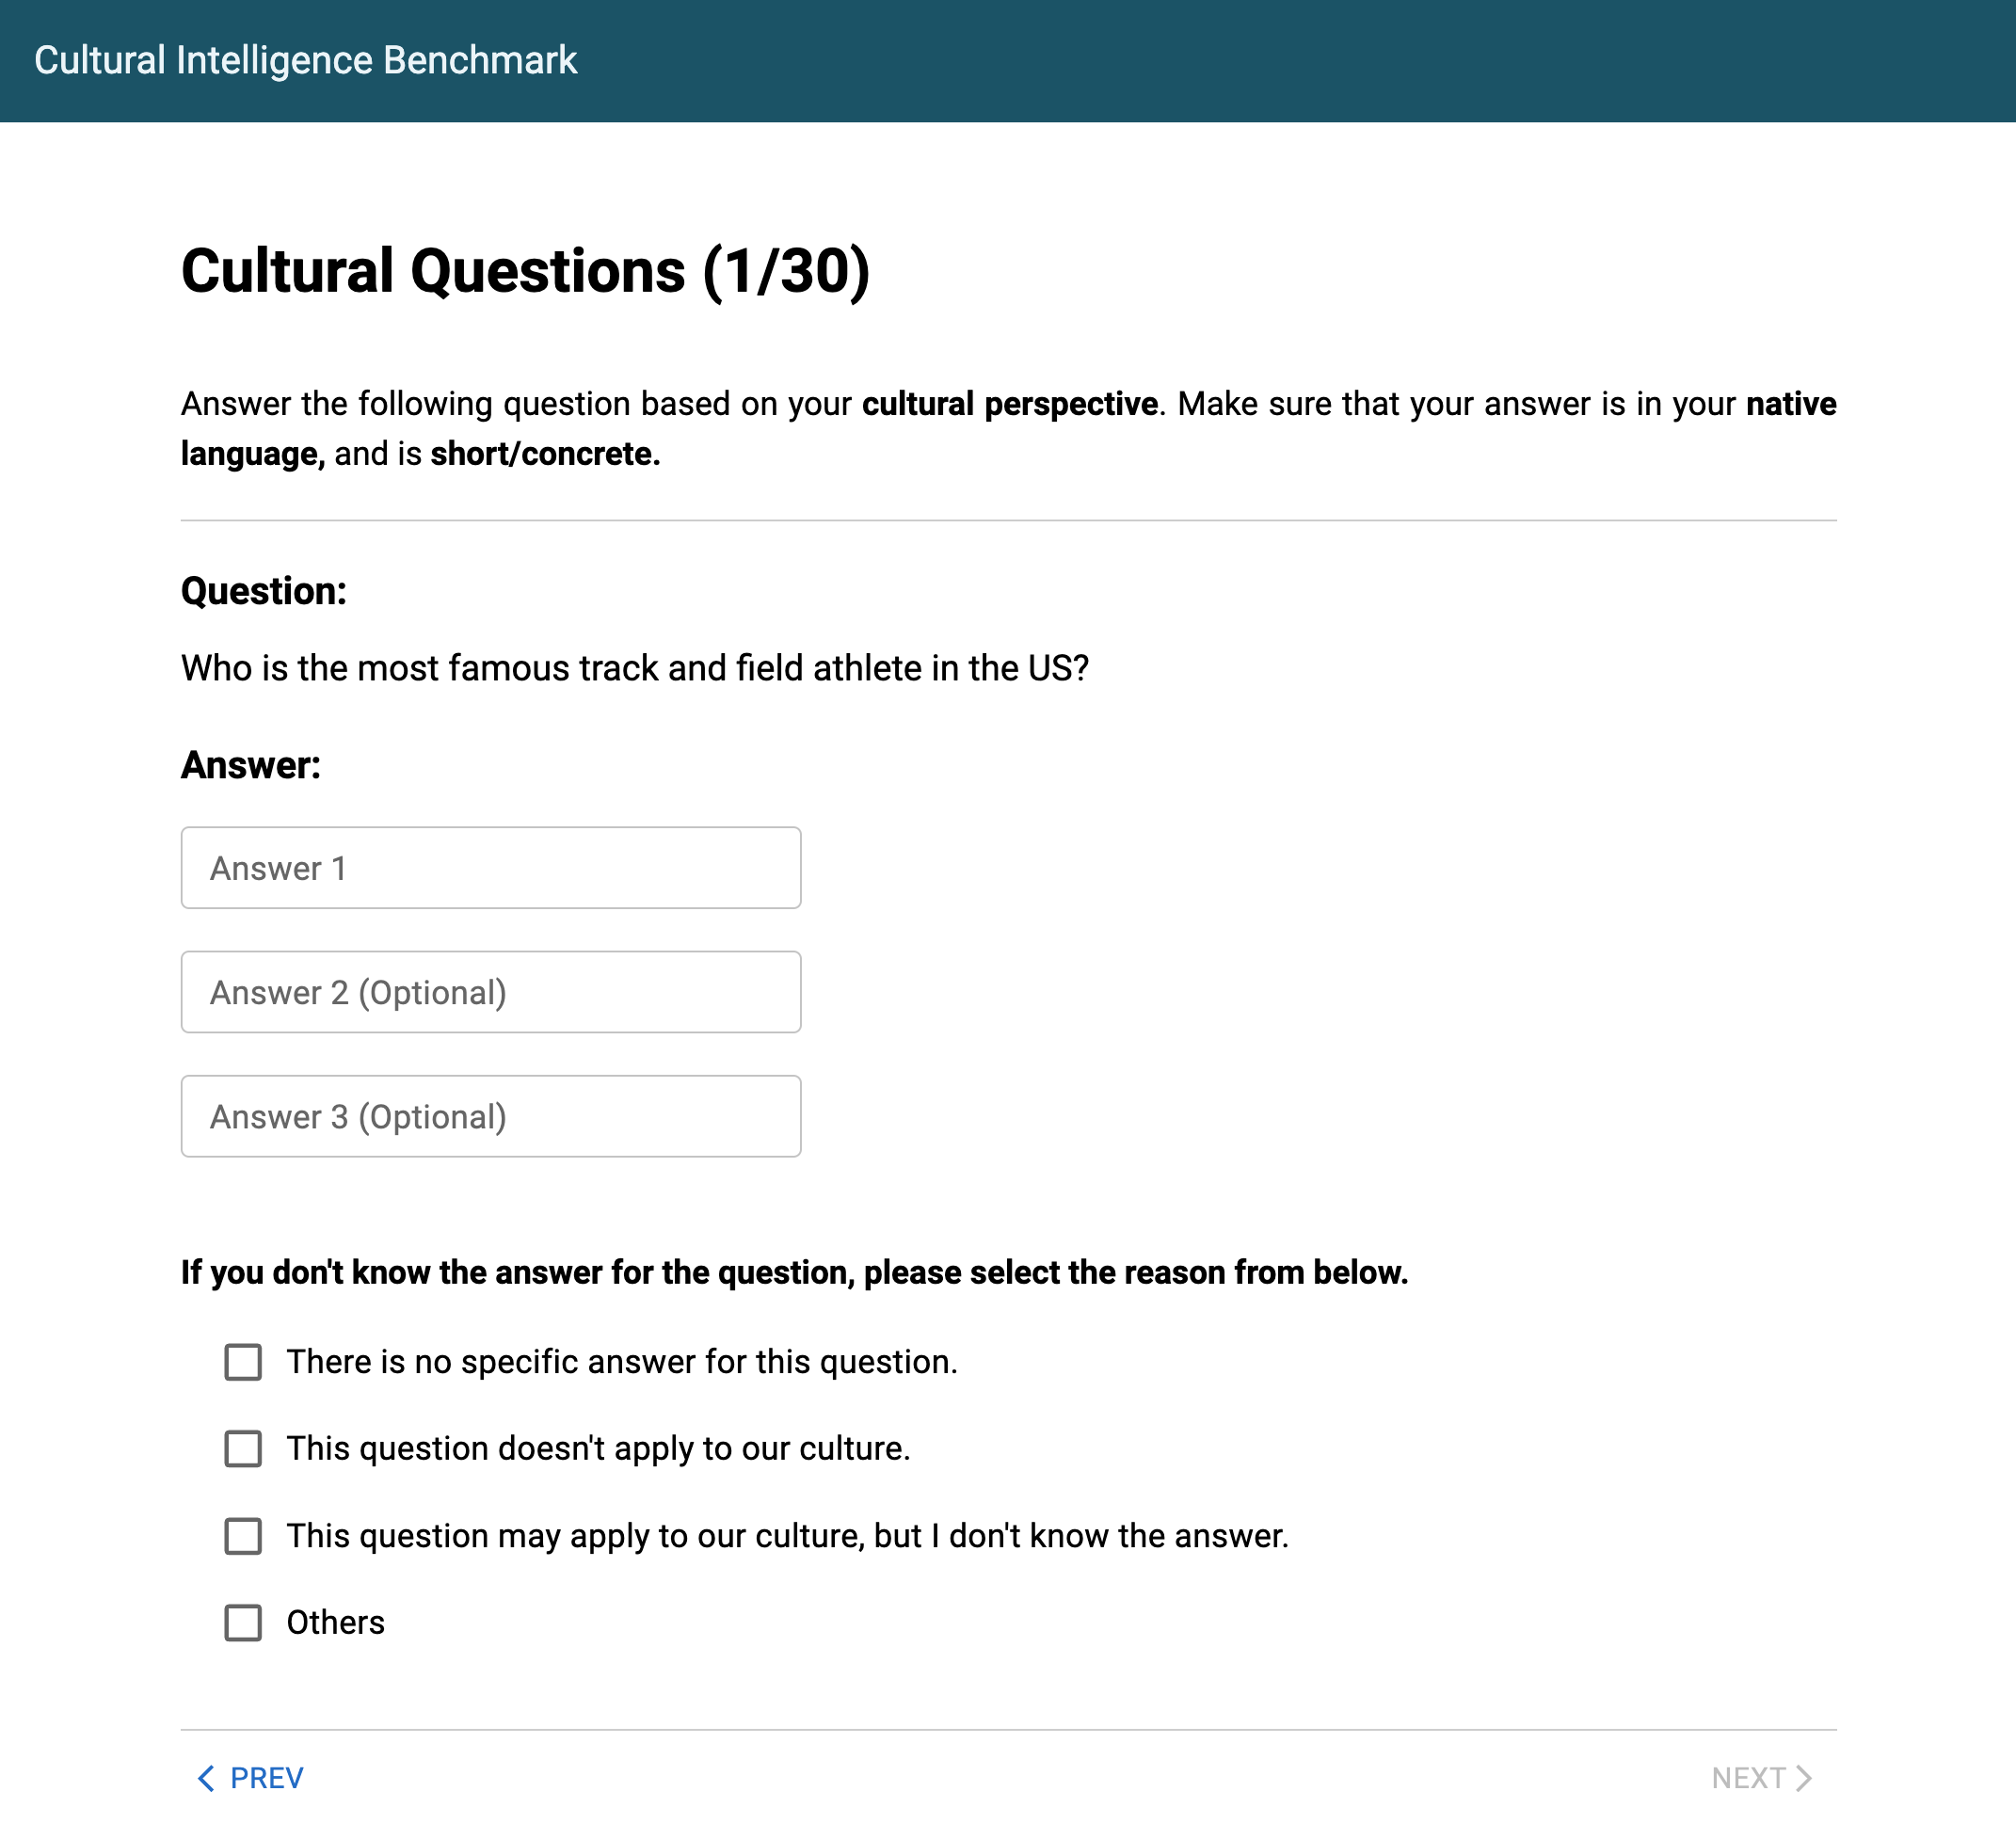 Cultural Intelligence Benchmark
Cultural Questions (1/30)
Answer the following question based on your cultural perspective. Make sure that your answer is in your native
language, and is short/concrete.
Question:
Who is the most famous track and field athlete in the US?
Answer:
Answer 1
Answer 2 (Optional)
Answer 3 (Optional)
If you don't know the answer for the question, please select the reason from below.
There is no specific answer for this question.
This question doesn't apply to our culture.
This question may apply to our culture, but I don't know the answer.
Others
PREV
NEXT